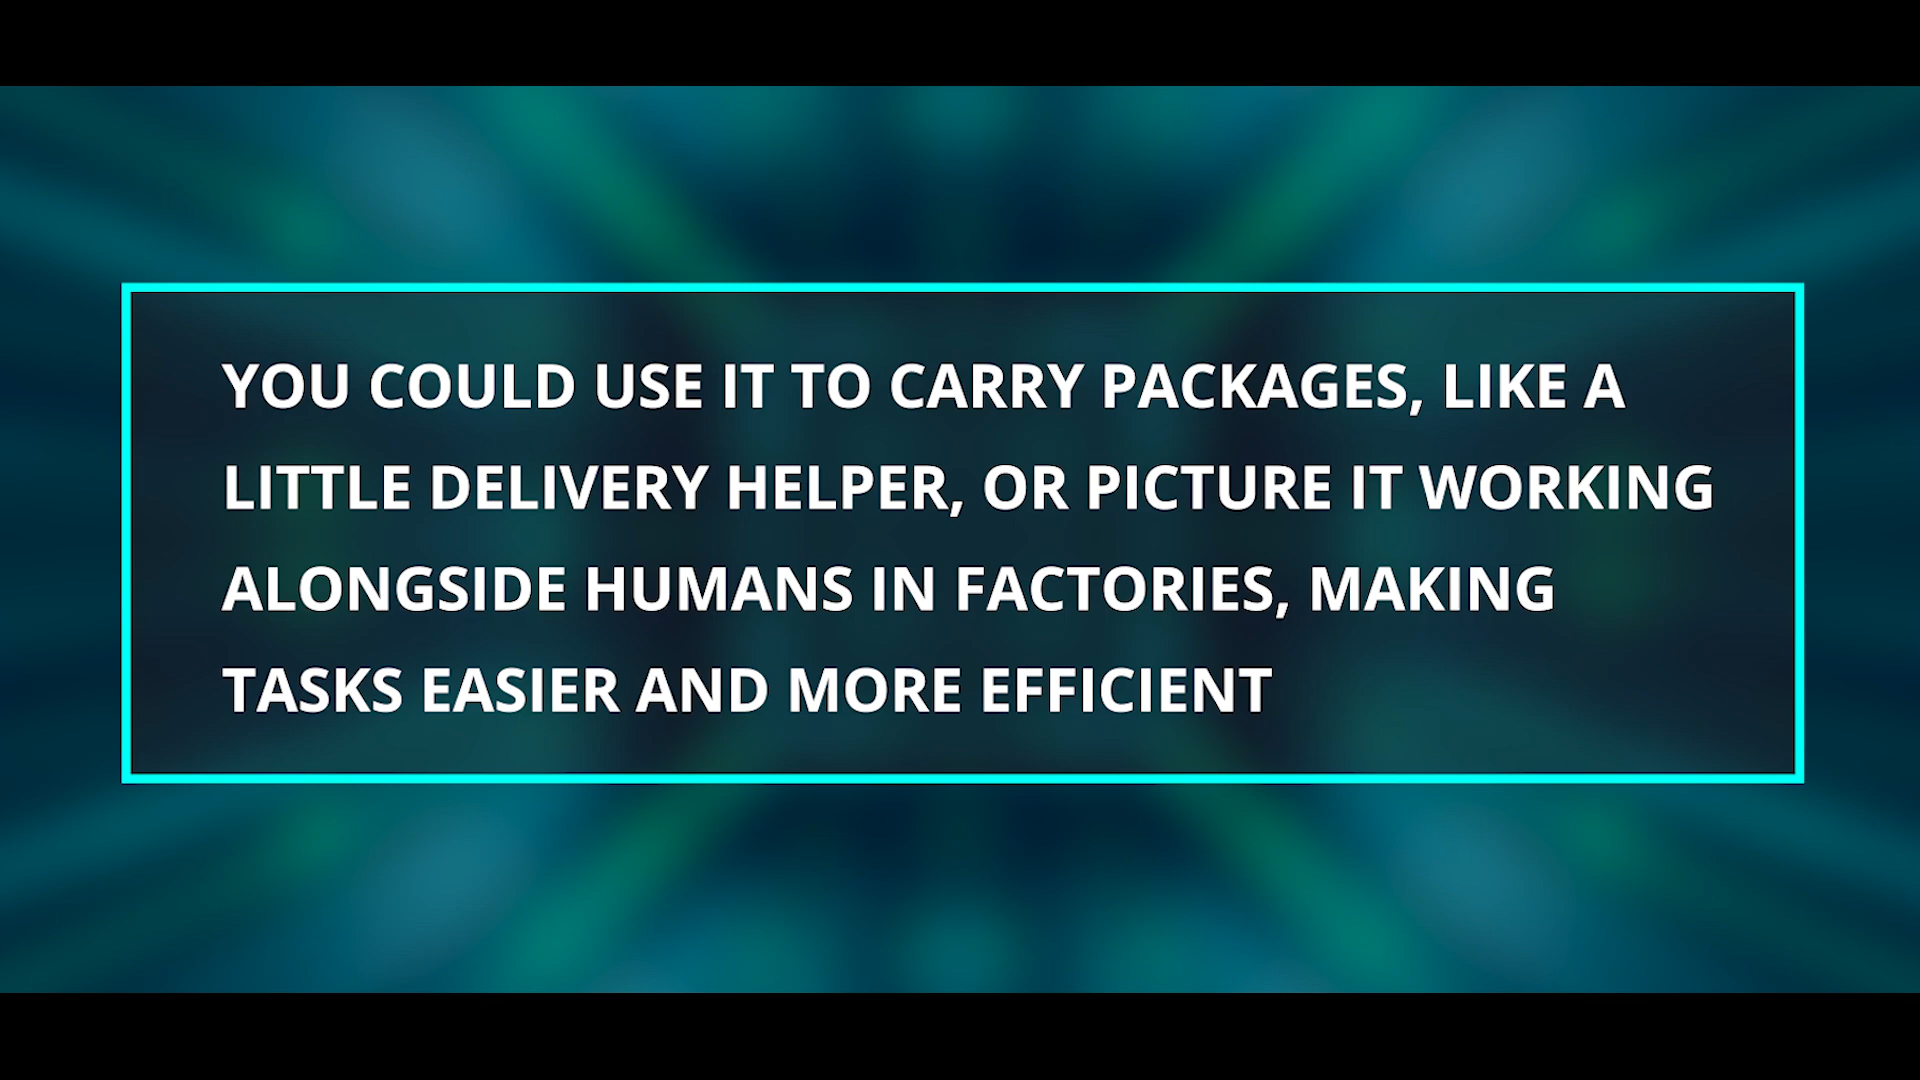 YOU COULD USE IT TO CARRY PACKAGES, LIKE A
LITTLE DELIVERY HELPER, OR PICTURE IT WORKING
ALONGSIDE HUMANS IN FACTORIES, MAKING
TASKS EASIER AND MORE EFFICIENT